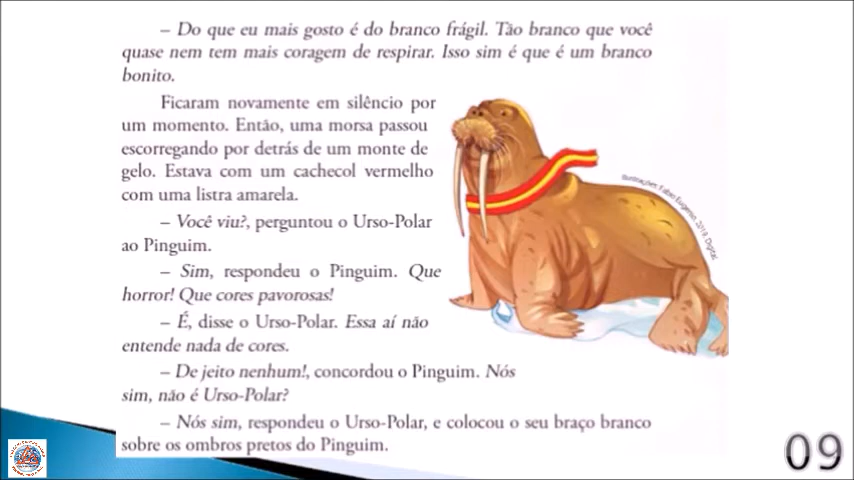 – Do que eu mais gosto é do branco frágil. Tão branco que você
quase nem tem mais coragem de respirar. Isso sim é que é um branco
bonito.
Ficaram novamente em silêncio por
um momento. Então, uma morsa passou
escorregando por detrás de um monte de
gelo. Estava com um cachecol vermelho
com uma listra amarela.
– Você viu?, perguntou o Urso-Polar
ao Pinguim.
– Sim, respondeu o Pinguim. Que
horror! Que cores pavorosas!
– É, disse o Urso-Polar. Essa aí não
entende nada de cores.
– De jeito nenhum!, concordou o Pinguim. Nós
sim, não é Urso-Polar?
– Nós sim, respondeu o Urso-Polar, e colocou o seu braço branco
sobre os ombros pretos do Pinguim.
Ilustrações: Fabio Eugenio. 2019. Digital.
09